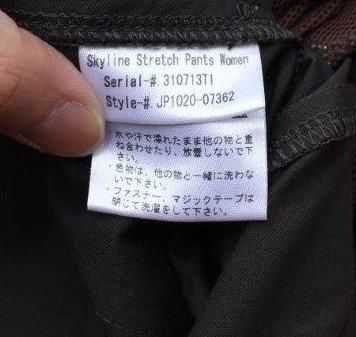 Skyline Stretch Pants Women
Serial-# 310713TI
Style-# JP1020-07362
・水や汗で濡れたまま他の物と重
ね合わせたり、放置しないで下
さい。
・色物は、他の物と一緒に洗わな
いで下さい。
・ファスナー、マジックテープは
閉じて洗濯をして下さい。